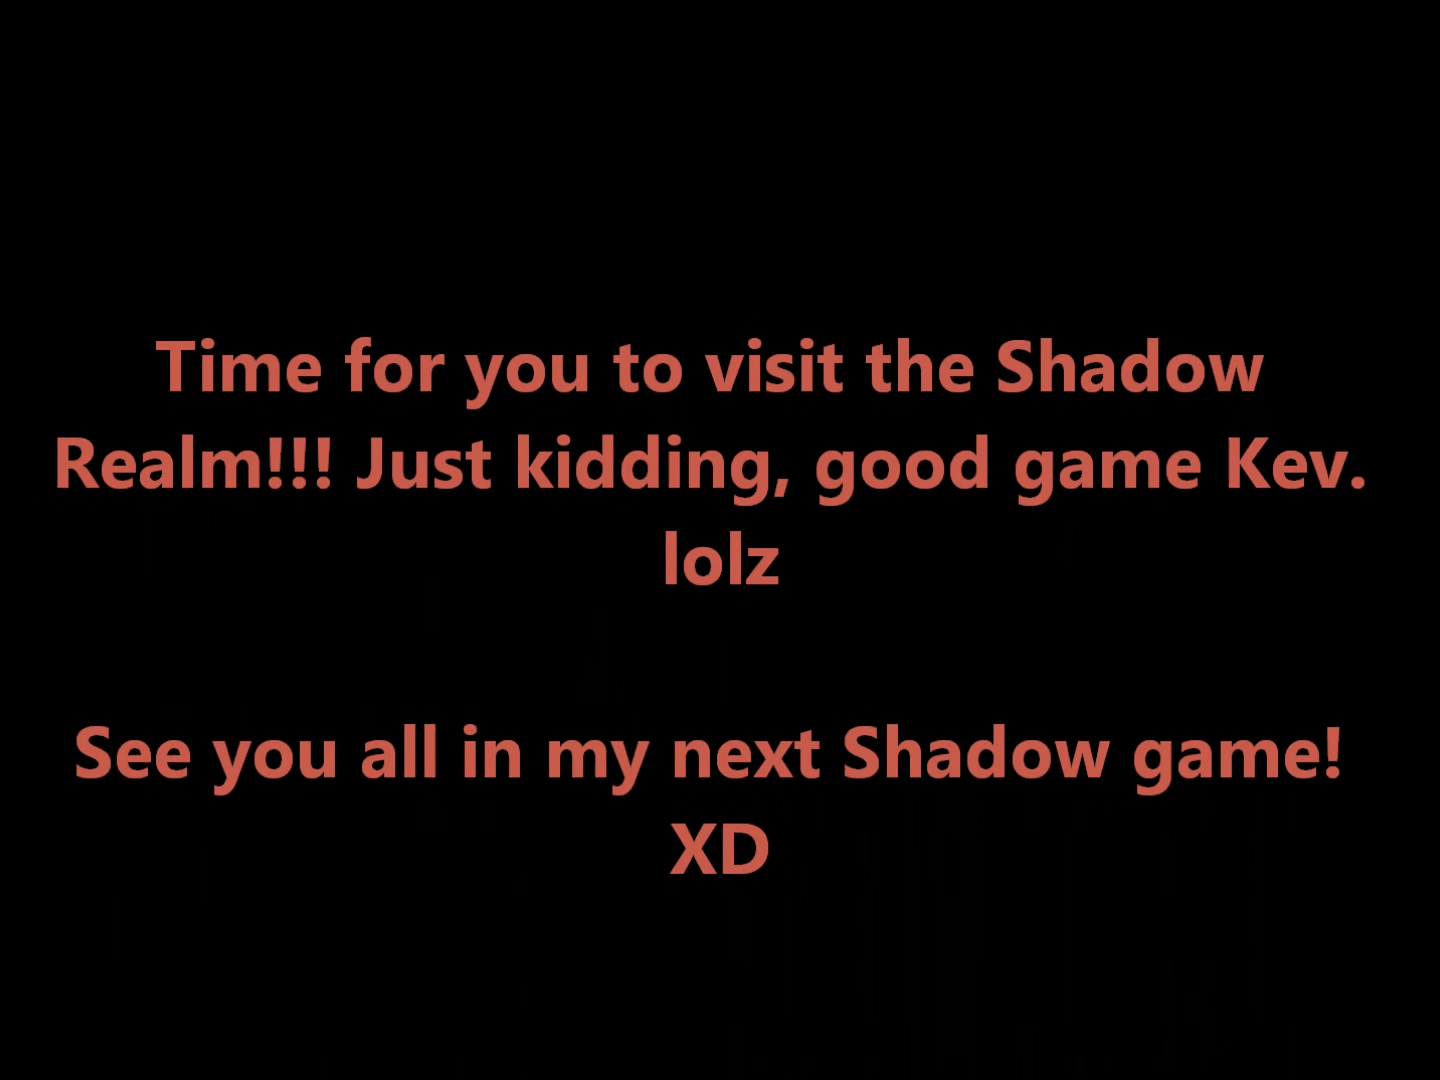 Time for you to visit the Shadow
Realm!!! Just kidding, good game Kev.
lolz
See you all in my next Shadow game!
XD